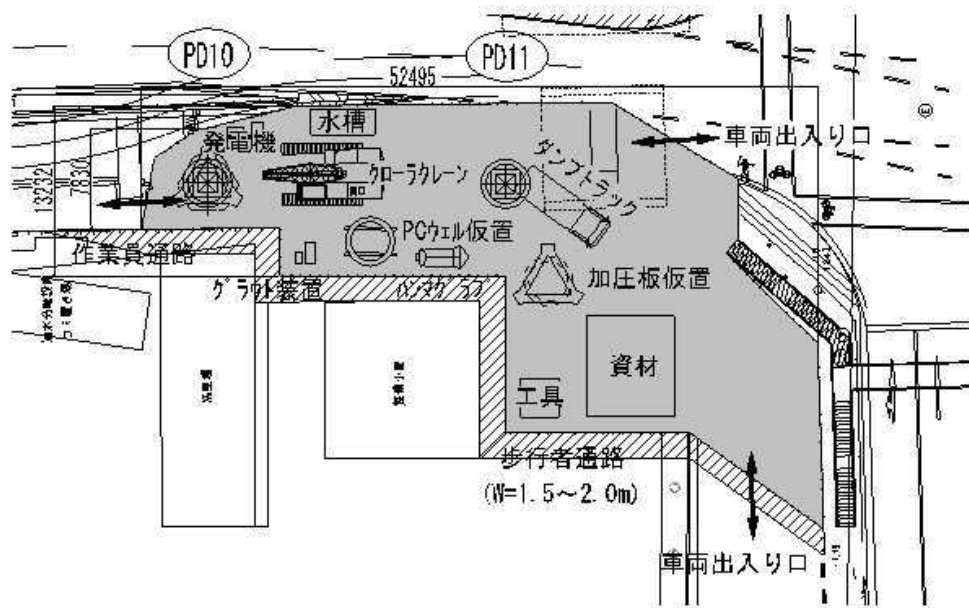 PD10
PD11
52495
水槽
発電機
車両出入り口
ダンプトラック
クローラクレーン
13232
7830
PCウェル仮置
作業員通路
加圧板仮置
グラウト装置
ハンマグラブ
資材
工具
歩行者通路
(W=1.5~2.0m)
車両出入り口